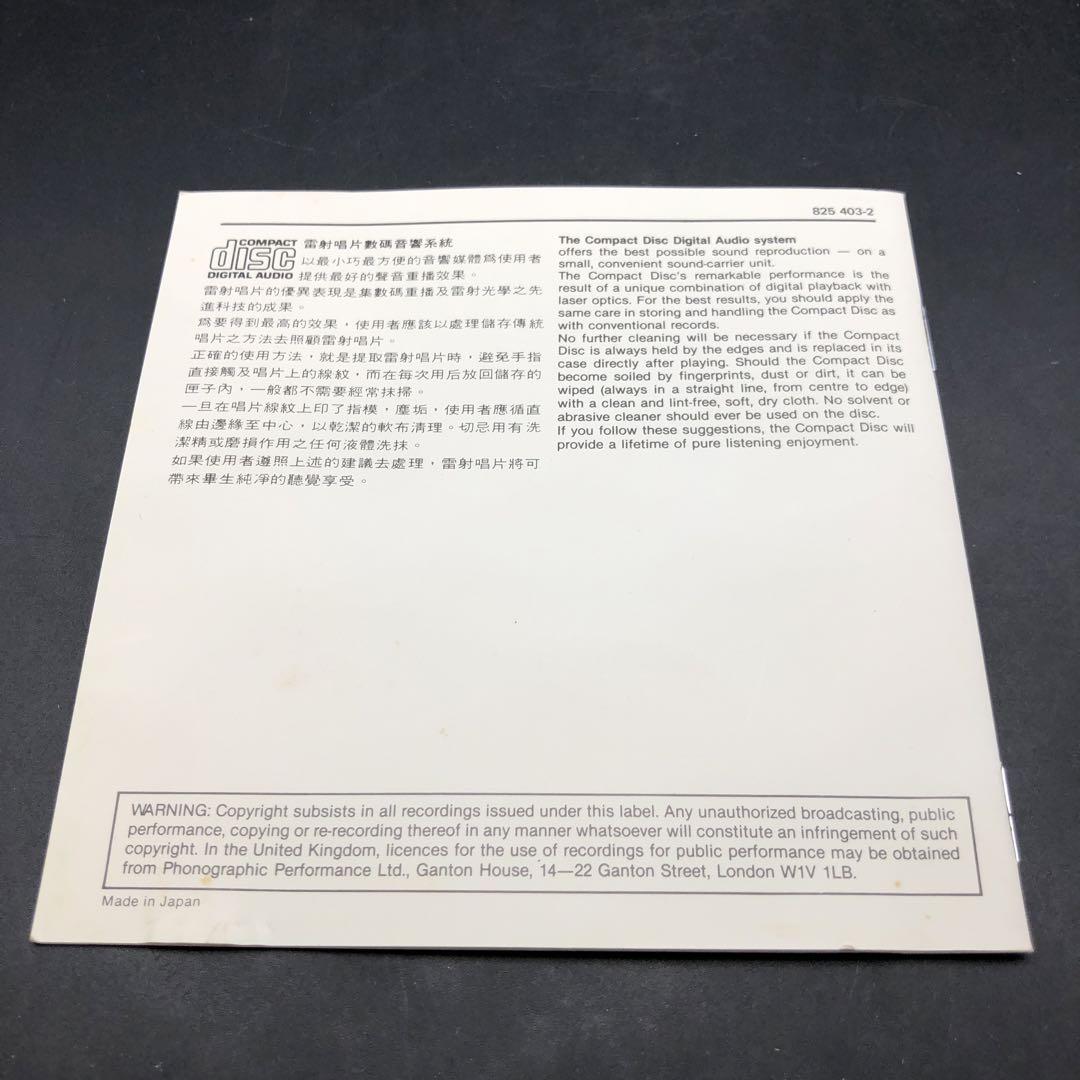 825 403-2
COMPACT
disc
DIGITAL AUDIO
雷射唱片數碼音響系統
以最小巧最方便的音響媒體爲使用者
提供最好的聲音重播效果。
雷射唱片的優異表現是集數碼重播及雷射光學之先
進科技的成果。
爲要得到最高的效果，使用者應該以處理儲存傳統
唱片之方法去照顧雷射唱片。
正確的使用方法，就是提取雷射唱片時，避免手指
直接觸及唱片上的線紋，而在每次用后放回儲存的
匣子內，一般都不需要經常抹掃。
一旦在唱片線紋上印了指模，塵垢，使用者應循直
線由邊緣至中心，以乾潔的軟布清理。切忌用有洗
潔精或磨損作用之任何液體洗抹。
如果使用者遵照上述的建議去處理，雷射唱片將可
帶來畢生純凈的聽覺享受。
The Compact Disc Digital Audio system
offers the best possible sound reproduction — on a
small, convenient sound-carrier unit.
The Compact Disc's remarkable performance is the
result of a unique combination of digital playback with
laser optics. For the best results, you should apply the
same care in storing and handling the Compact Disc as
with conventional records.
No further cleaning will be necessary if the Compact
Disc is always held by the edges and is replaced in its
case directly after playing. Should the Compact Disc
become soiled by fingerprints, dust or dirt, it can be
wiped (always in a straight line, from centre to edge)
with a clean and lint-free, soft, dry cloth. No solvent or
abrasive cleaner should ever be used on the disc.
If you follow these suggestions, the Compact Disc will
provide a lifetime of pure listening enjoyment.
WARNING: Copyright subsists in all recordings issued under this label. Any unauthorized broadcasting, public
performance, copying or re-recording thereof in any manner whatsoever will constitute an infringement of such
copyright. In the United Kingdom, licences for the use of recordings for public performance may be obtained
from Phonographic Performance Ltd., Ganton House, 14—22 Ganton Street, London W1V 1LB.
Made in Japan